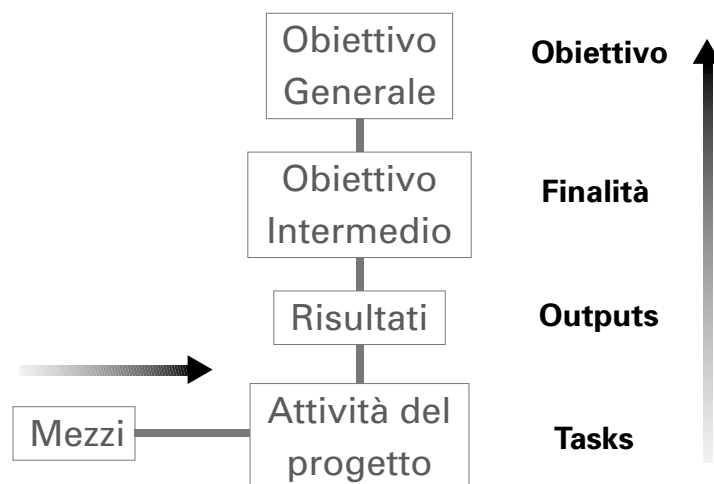 Obiettivo
Generale
Obiettivo
Obiettivo
Intermedio
Finalità
Risultati
Outputs
Mezzi
Attività del
progetto
Tasks